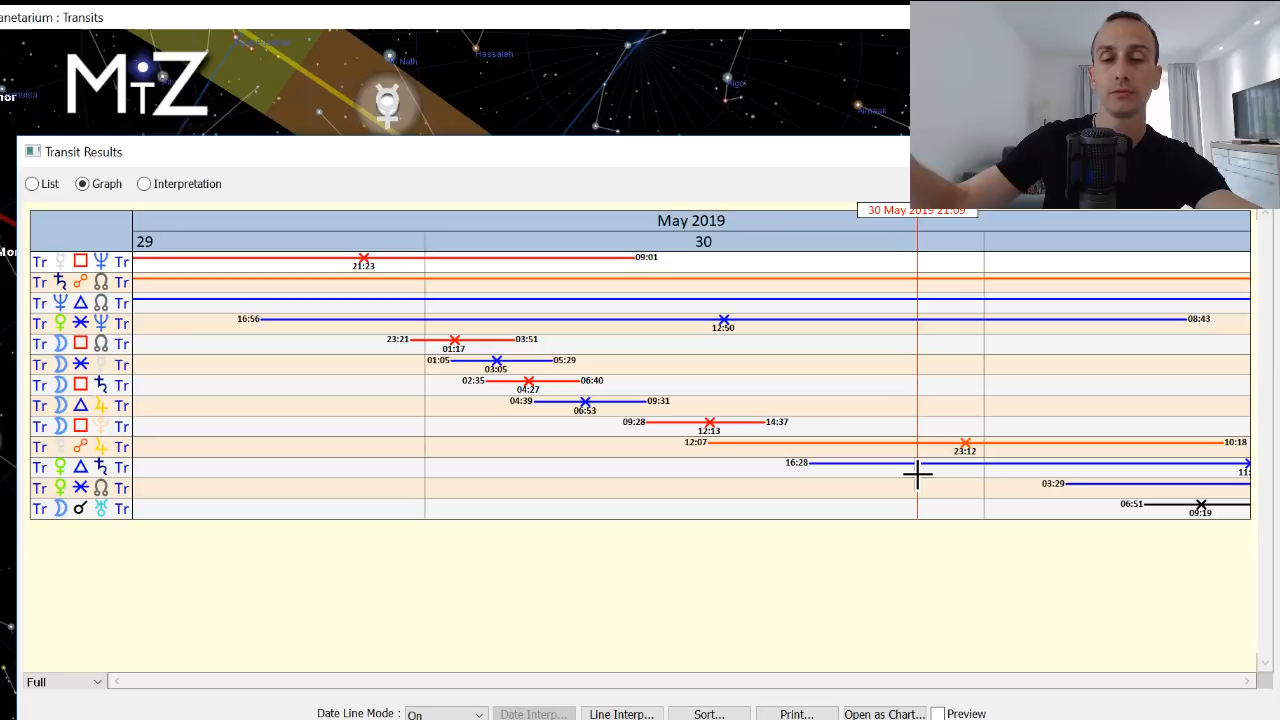 anetarium : Transits
MTZ
Nath
Hassaleh
Algol
Almaak
Transit Results
List Graph Interpretation
30 May 2019 21:09
May 2019
29 30
Tr Tr 21:23 09:01
Tr Tr
Tr Tr
Tr Tr 16:56 12:50 08:43
Tr Tr 23:21 01:17 03:51
Tr Tr 01:05 03:05 05:29
Tr Tr 02:35 04:27 06:40
Tr Tr 04:39 06:53 09:31
Tr Tr 09:28 12:13 14:37
Tr Tr 12:07 23:12 10:18
Tr Tr 16:28 11:
Tr Tr 03:29
Tr Tr 06:51 09:19
Full
Date Line Mode : On Date Interp... Line Interp... Sort... Print... Open as Chart... Preview